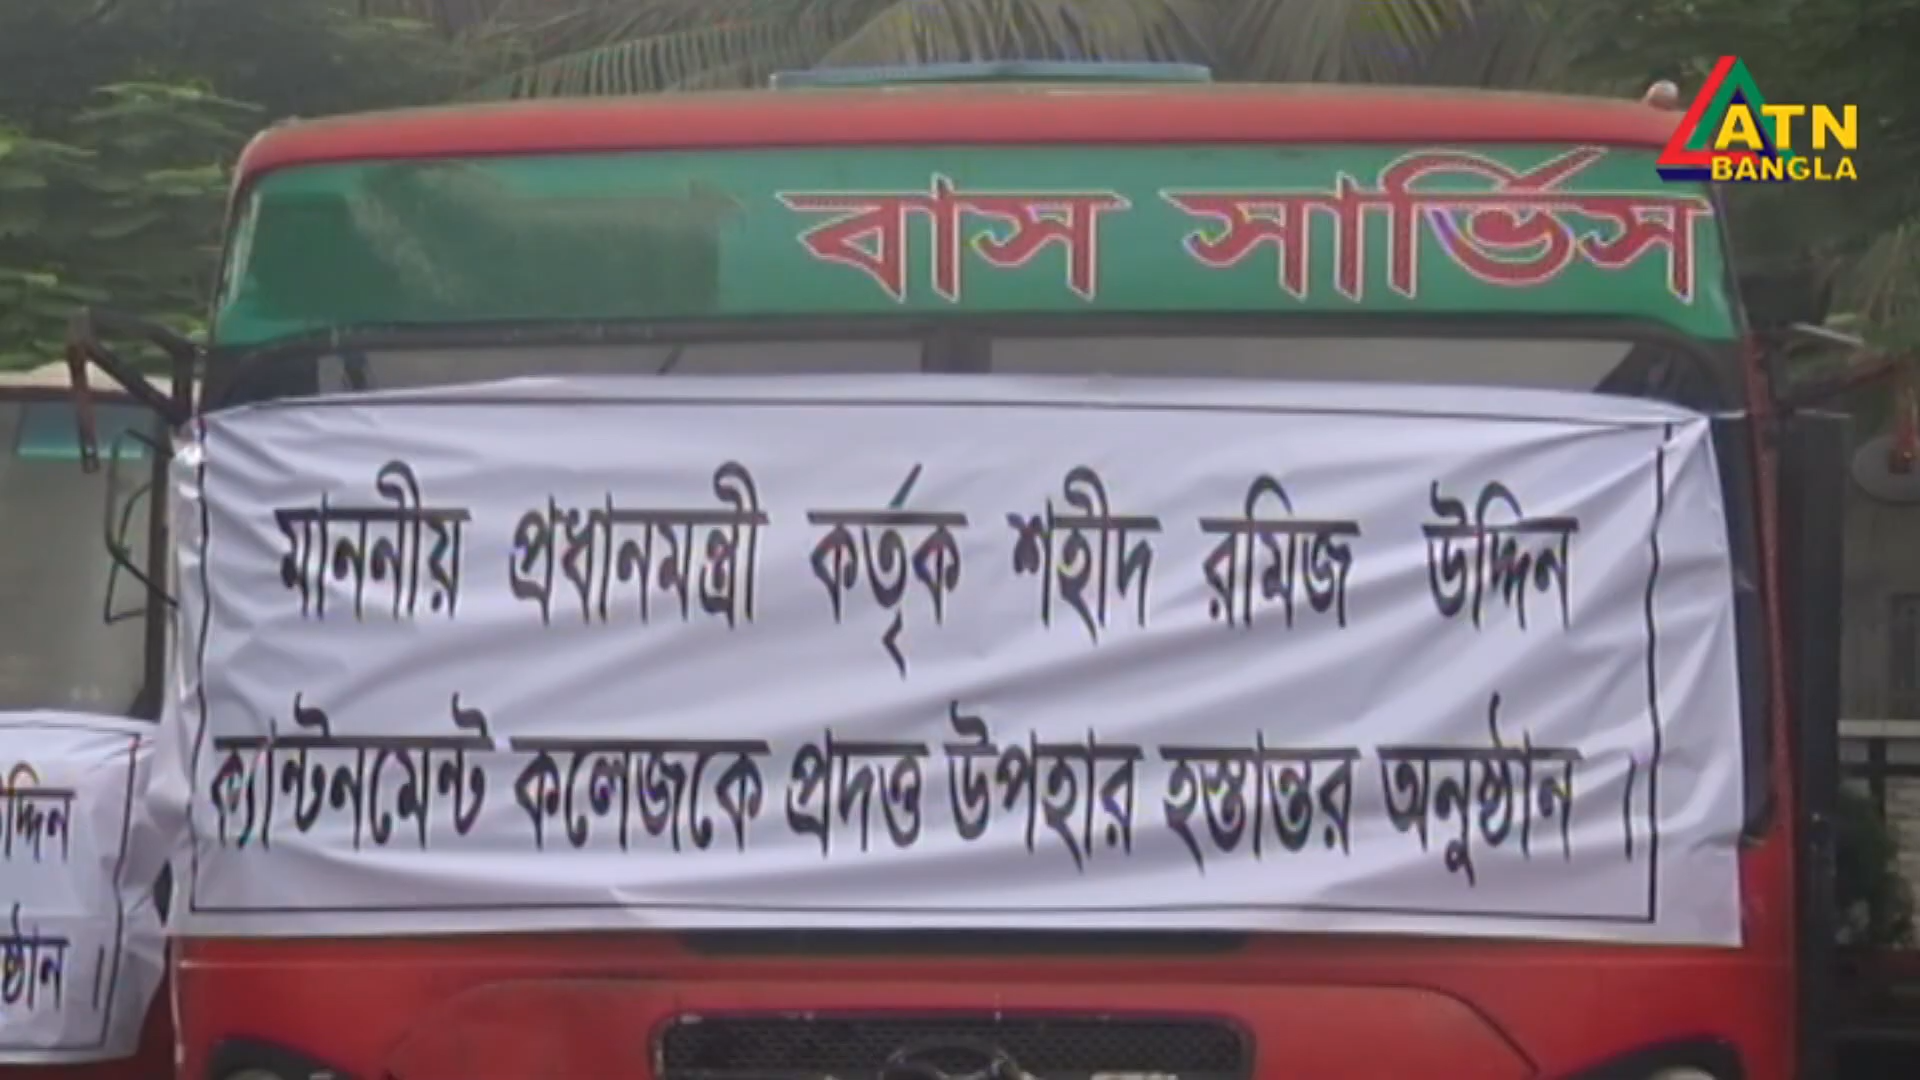 ATN
BANGLA
বাস সার্ভিস
মাননীয় প্রধানমন্ত্রী কর্তৃক শহীদ রমিজ উদ্দিন
ক্যান্টনমেন্ট কলেজকে প্রদত্ত উপহার হস্তান্তর অনুষ্ঠান ।